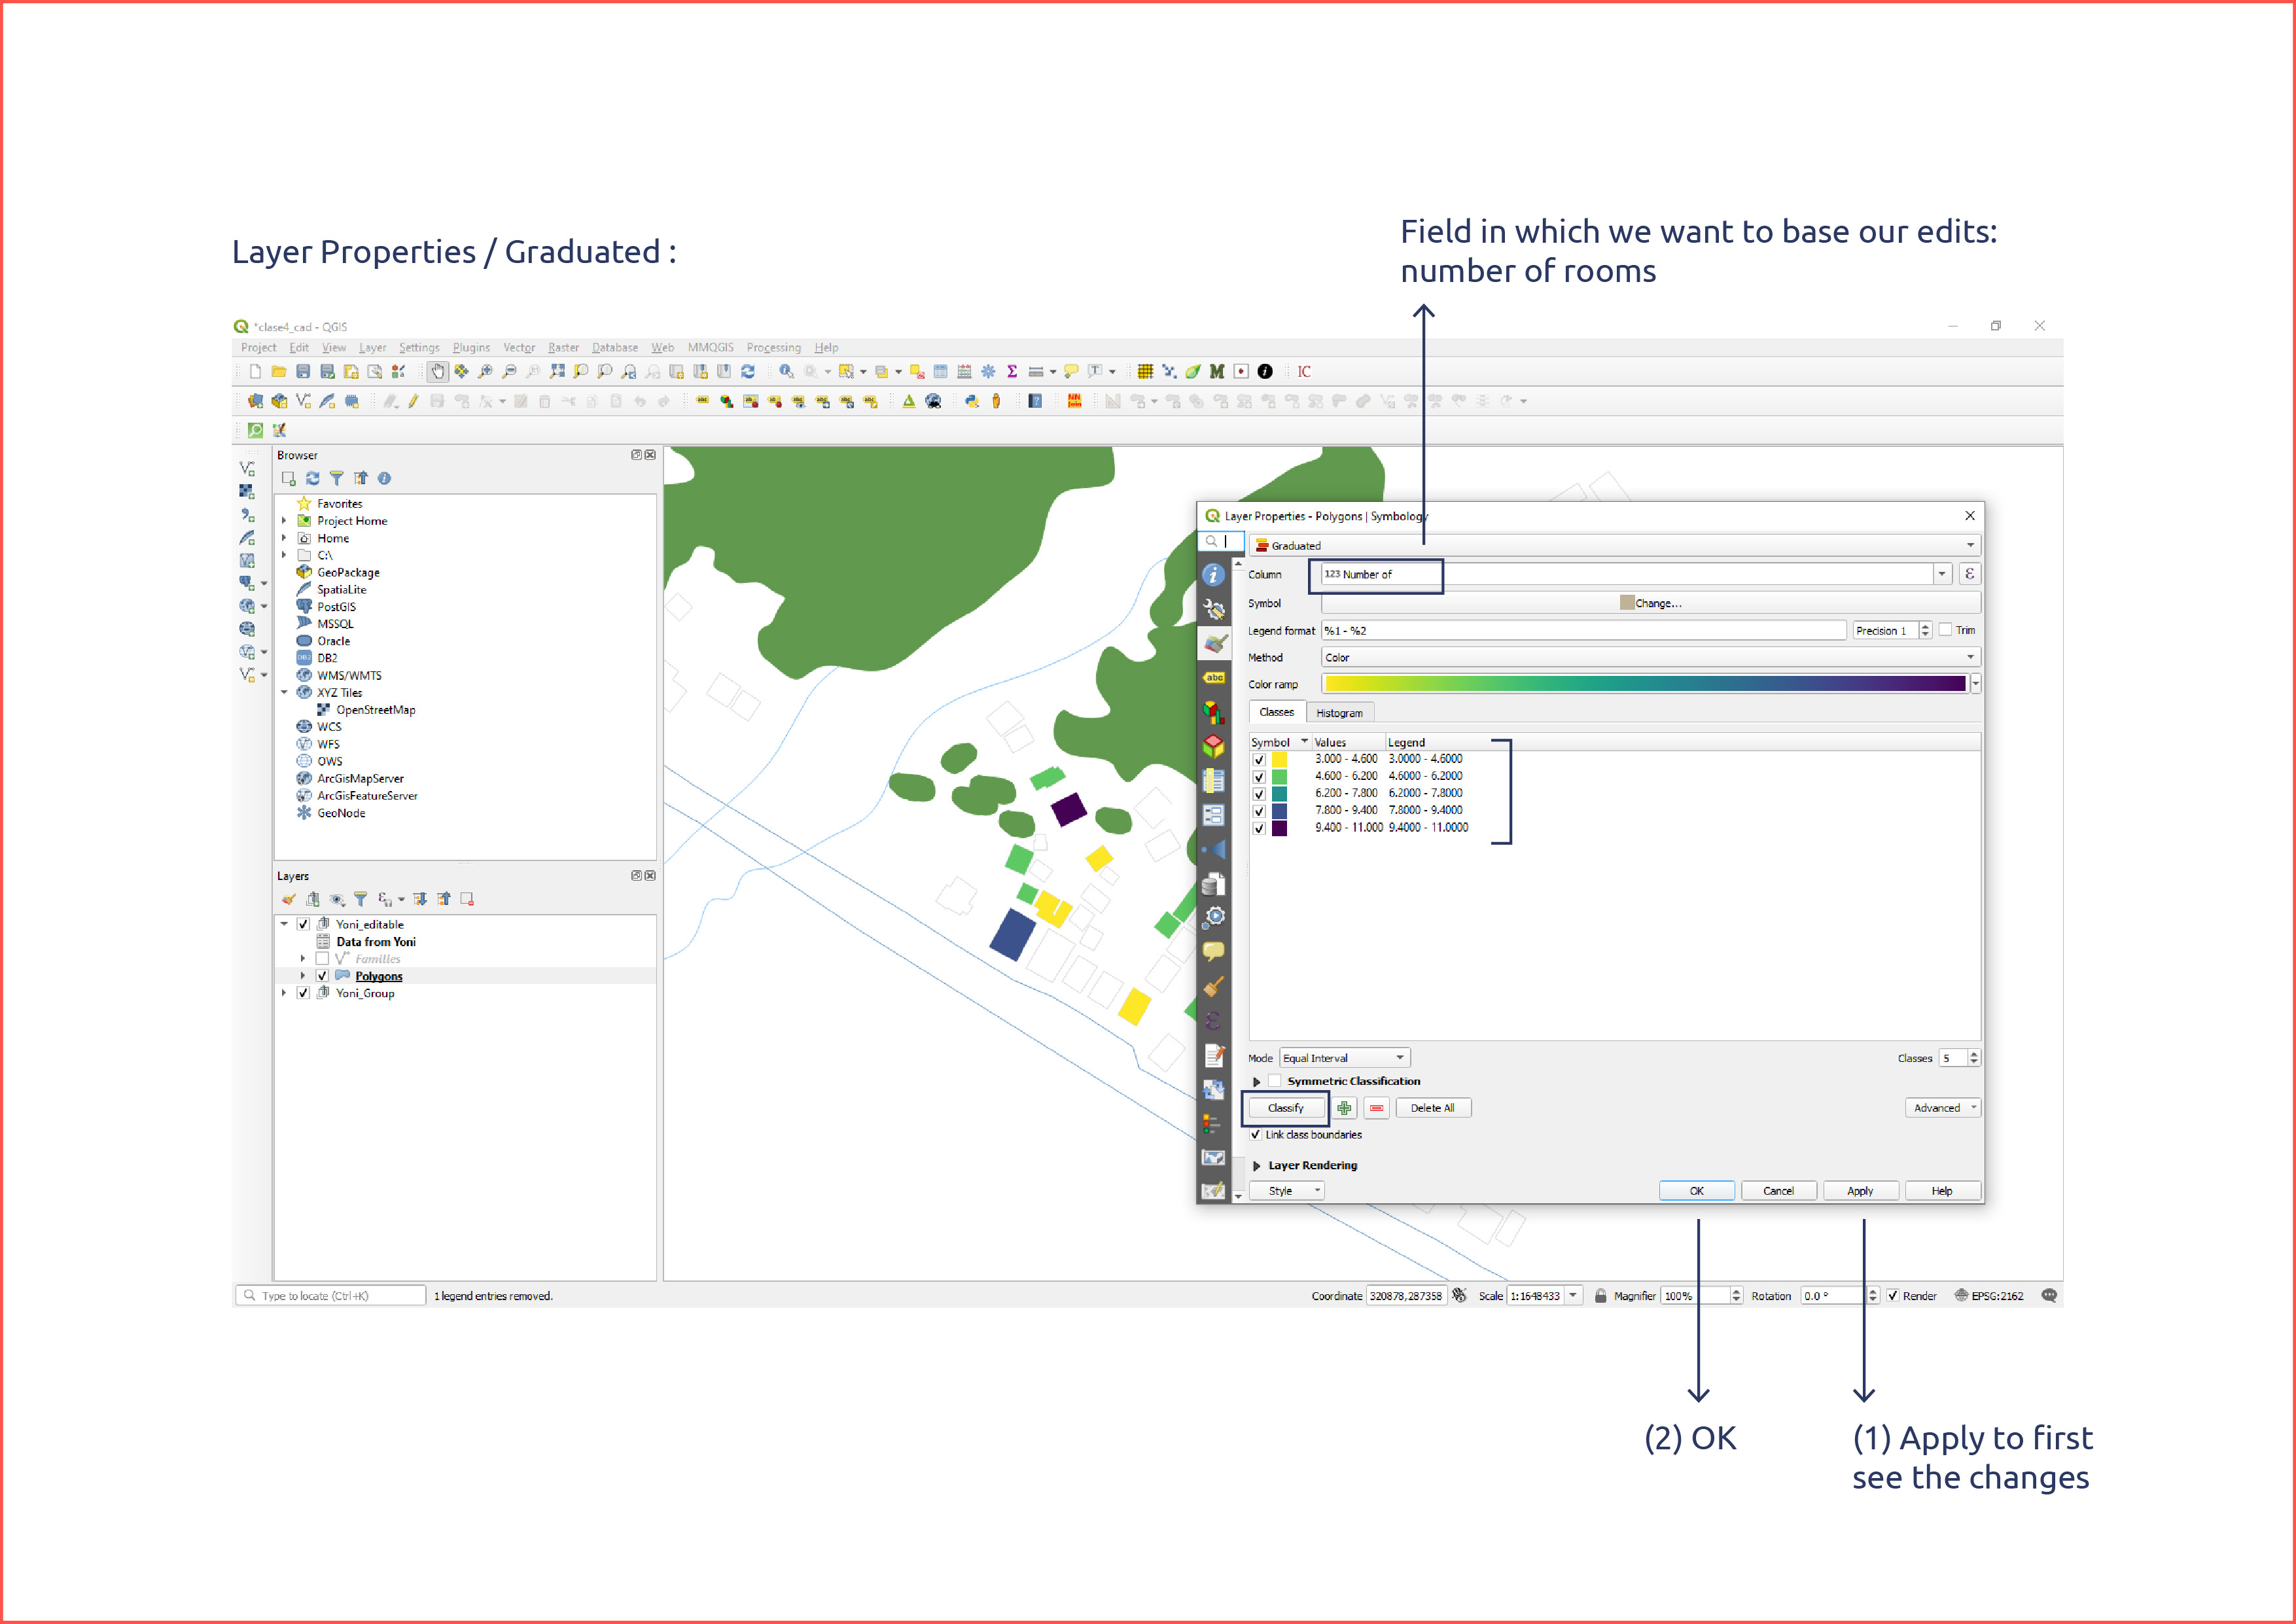 Layer Properties / Graduated :
Field in which we want to base our edits:
number of rooms
*clase4_cad - QGIS
Project Edit View Layer Settings Plugins Vector Raster Database Web MMQGIS Processing Help
IC
Browser
Favorites
Project Home
Home
C:\
GeoPackage
SpatiaLite
PostGIS
MSSQL
Oracle
DB2
WMS/WMTS
XYZ Tiles
OpenStreetMap
WCS
WFS
OWS
ArcGisMapServer
ArcGisFeatureServer
GeoNode
Layers
Yoni_editable
Data from Yoni
Families
Polygons
Yoni_Group
Layer Properties - Polygons | Symbology
Graduated
Column 123 Number of
Symbol Change...
Legend format %1 - %2 Precision 1 Trim
Method Color
Color ramp
Classes Histogram
Symbol Values Legend
3.000 - 4.600 3.0000 - 4.6000
4.600 - 6.200 4.6000 - 6.2000
6.200 - 7.800 6.2000 - 7.8000
7.800 - 9.400 7.8000 - 9.4000
9.400 - 11.000 9.4000 - 11.0000
Mode Equal Interval Classes 5
Symmetric Classification
Classify Delete All Advanced
Link class boundaries
Layer Rendering
Style OK Cancel Apply Help
Type to locate (Ctrl+K) 1 legend entries removed. Coordinate 320878,287358 Scale 1:1648433 Magnifier 100% Rotation 0.0 ° Render EPSG:2162
(2) OK
(1) Apply to first
see the changes